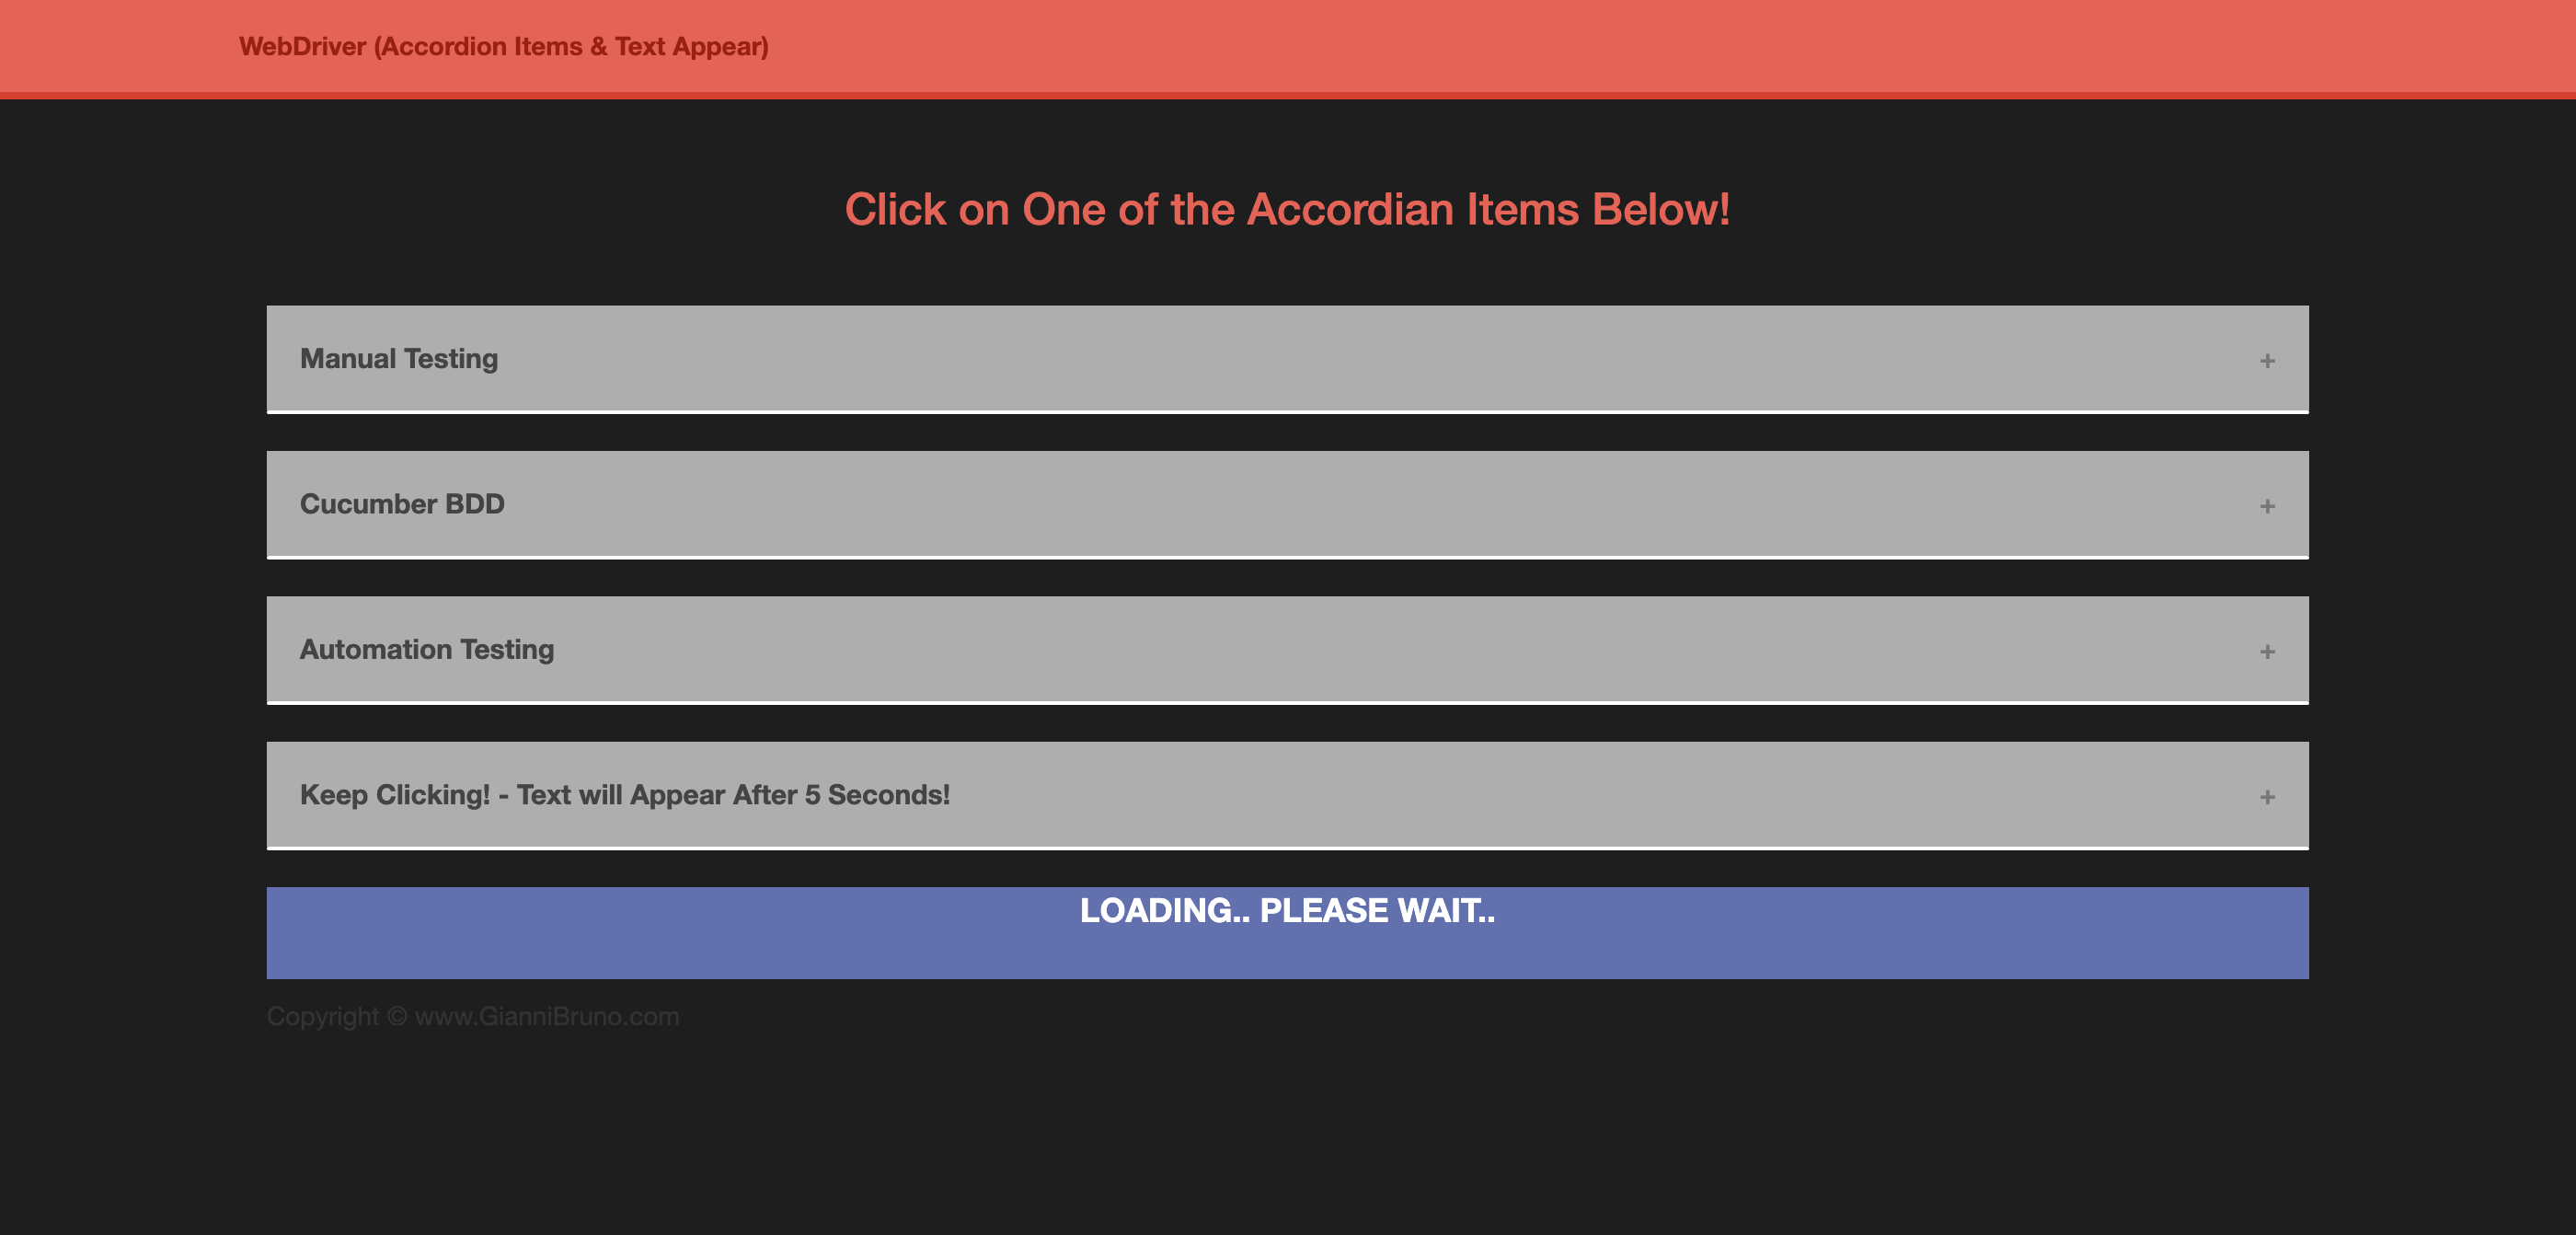 WebDriver (Accordion Items & Text Appear)
Click on One of the Accordian Items Below!
Manual Testing +
Cucumber BDD +
Automation Testing +
Keep Clicking! - Text will Appear After 5 Seconds! +
LOADING.. PLEASE WAIT..
Copyright © www.GianniBruno.com